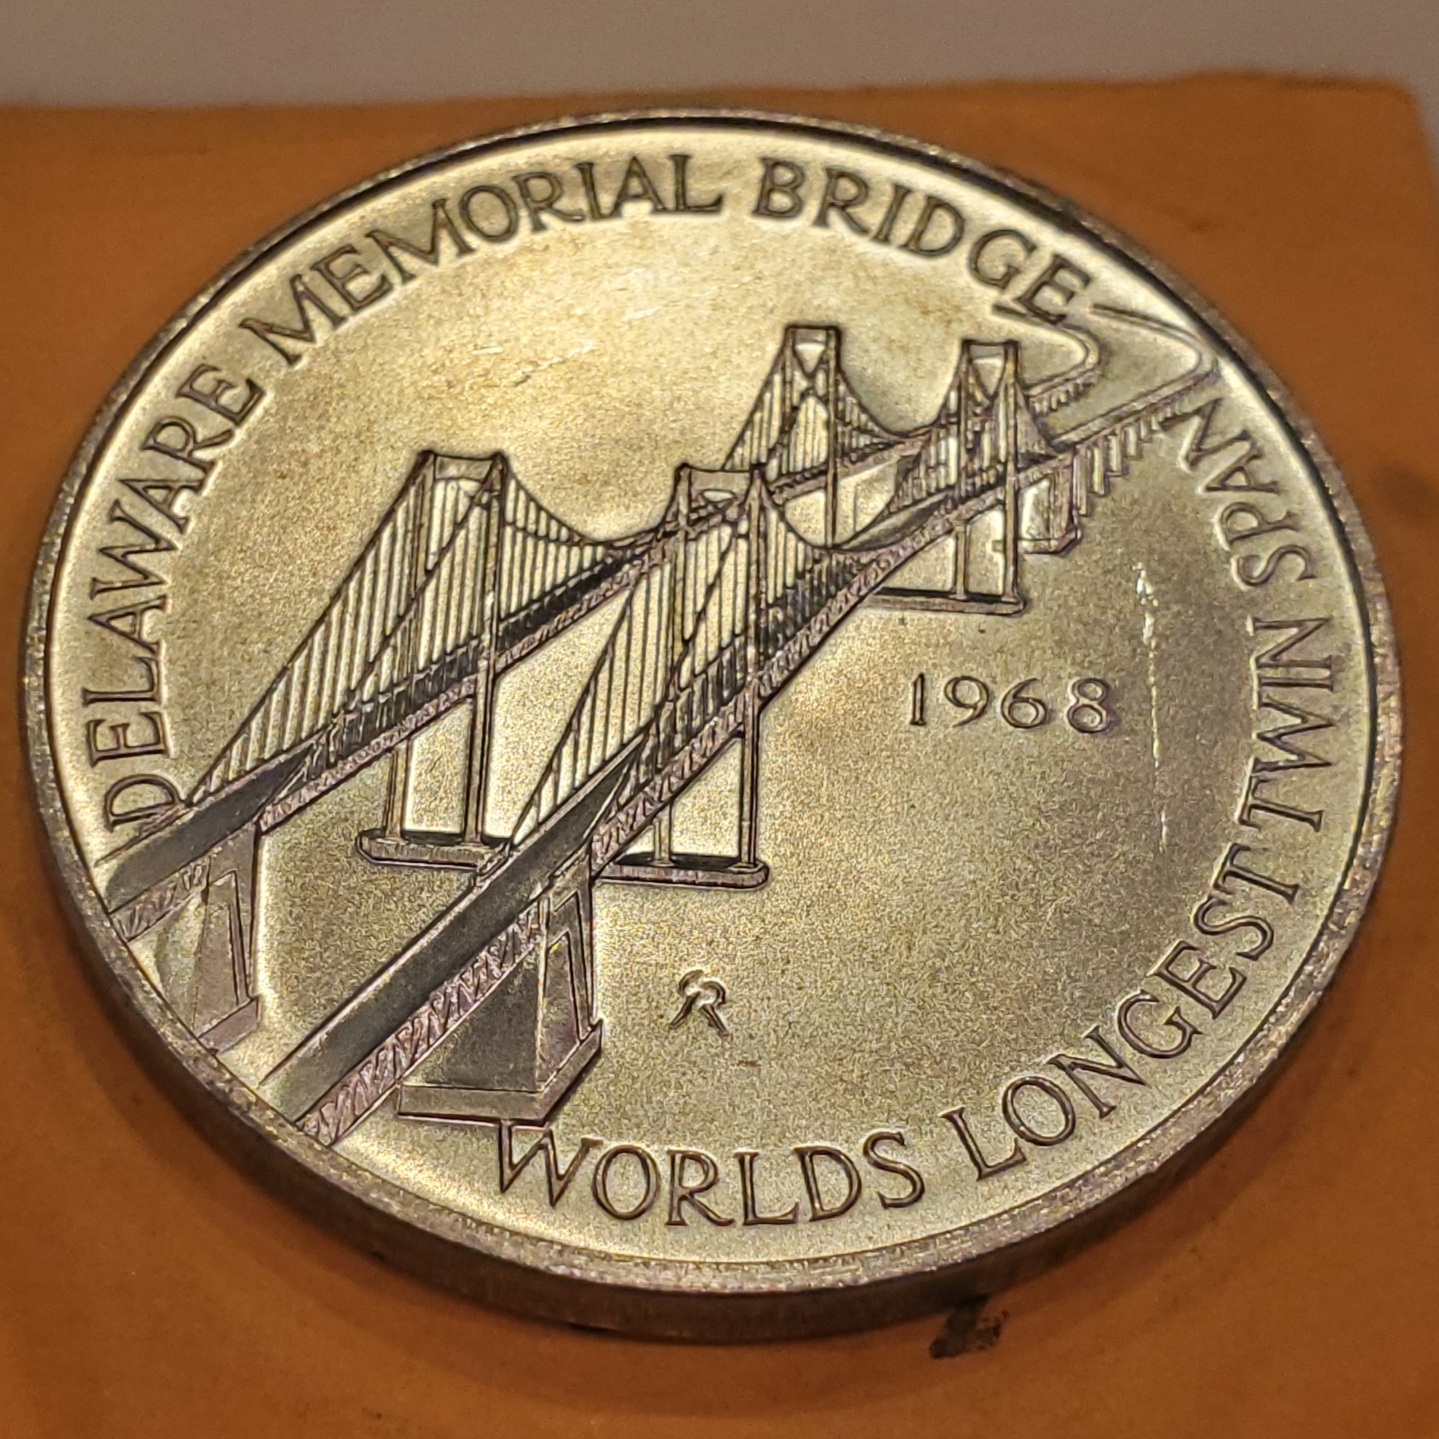 DELAWARE MEMORIAL BRIDGE
1968
R
WORLDS LONGEST TWIN SPAN